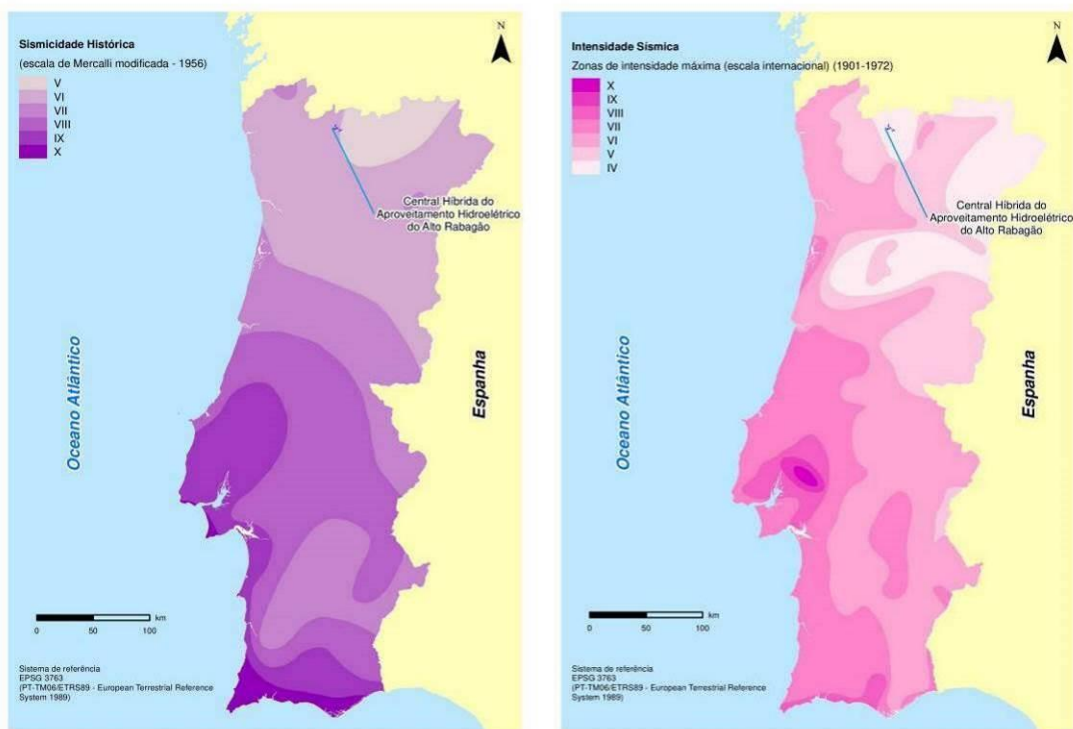 Sismicidade Histórica
(escala de Mercalli modificada - 1956)
V
VI
VII
VIII
IX
X
N
Central Híbrida do
Aproveitamento Hidroelétrico
do Alto Rabagão
Oceano Atlântico
Espanha
km
0 50 100
Sistema de referência
EPSG 3763
(PT-TM06/ETRS89 - European Terrestrial Reference
System 1989)
Intensidade Sísmica
Zonas de intensidade máxima (escala internacional) (1901-1972)
X
IX
VIII
VII
VI
V
IV
N
Central Híbrida do
Aproveitamento Hidroelétrico
do Alto Rabagão
Oceano Atlântico
Espanha
km
0 50 100
Sistema de referência
EPSG 3763
(PT-TM06/ETRS89 - European Terrestrial Reference
System 1989)